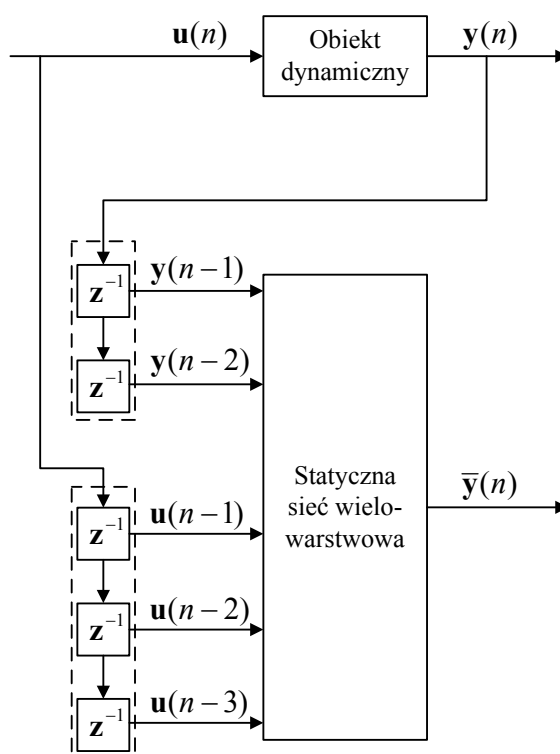 u(n)
Obiekt
dynamiczny
y(n)
z⁻¹
y(n−1)
z⁻¹
y(n−2)
Statyczna
sieć wielo-
warstwowa
ȳ(n)
z⁻¹
u(n−1)
z⁻¹
u(n−2)
z⁻¹
u(n−3)